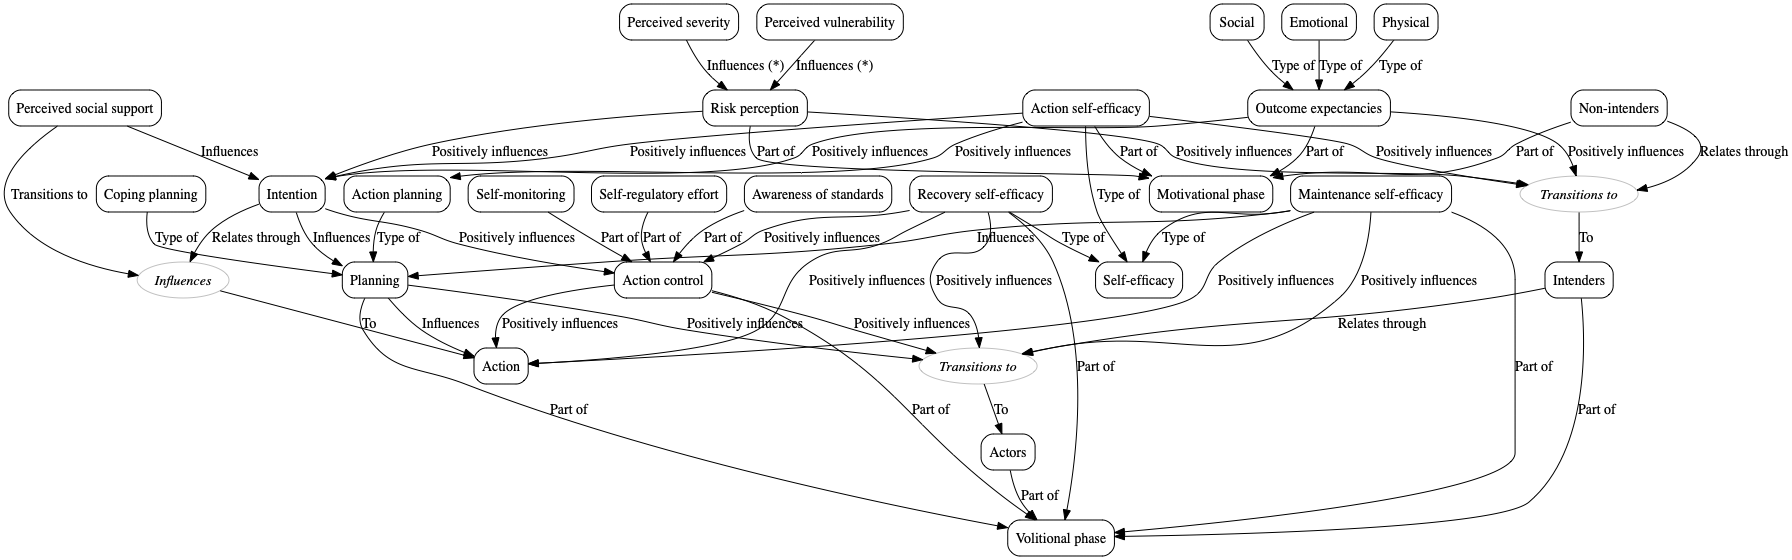 Perceived severity
Perceived vulnerability
Social
Emotional
Physical
Influences (*)
Influences (*)
Type of
Type of
Type of
Perceived social support
Risk perception
Action self-efficacy
Outcome expectancies
Non-intenders
Influences
Positively influences
Positively influences
Part of
Positively influences
Positively influences
Part of
Positively influences
Part of
Positively influences
Part of
Positively influences
Relates through
Transitions to
Coping planning
Intention
Action planning
Self-monitoring
Self-regulatory effort
Awareness of standards
Recovery self-efficacy
Type of
Motivational phase
Maintenance self-efficacy
Transitions to
Type of
Relates through
Influences
Type of
Positively influences
Part of
Part of
Part of
Positively influences
Influences
Type of
Type of
To
Influences
Planning
Action control
Positively influences
Positively influences
Self-efficacy
Positively influences
Positively influences
Intenders
To
Influences
Positively influences
Positively influences
Positively influences
Relates through
Action
Transitions to
Part of
Part of
Part of
Part of
To
Part of
Actors
Part of
Volitional phase